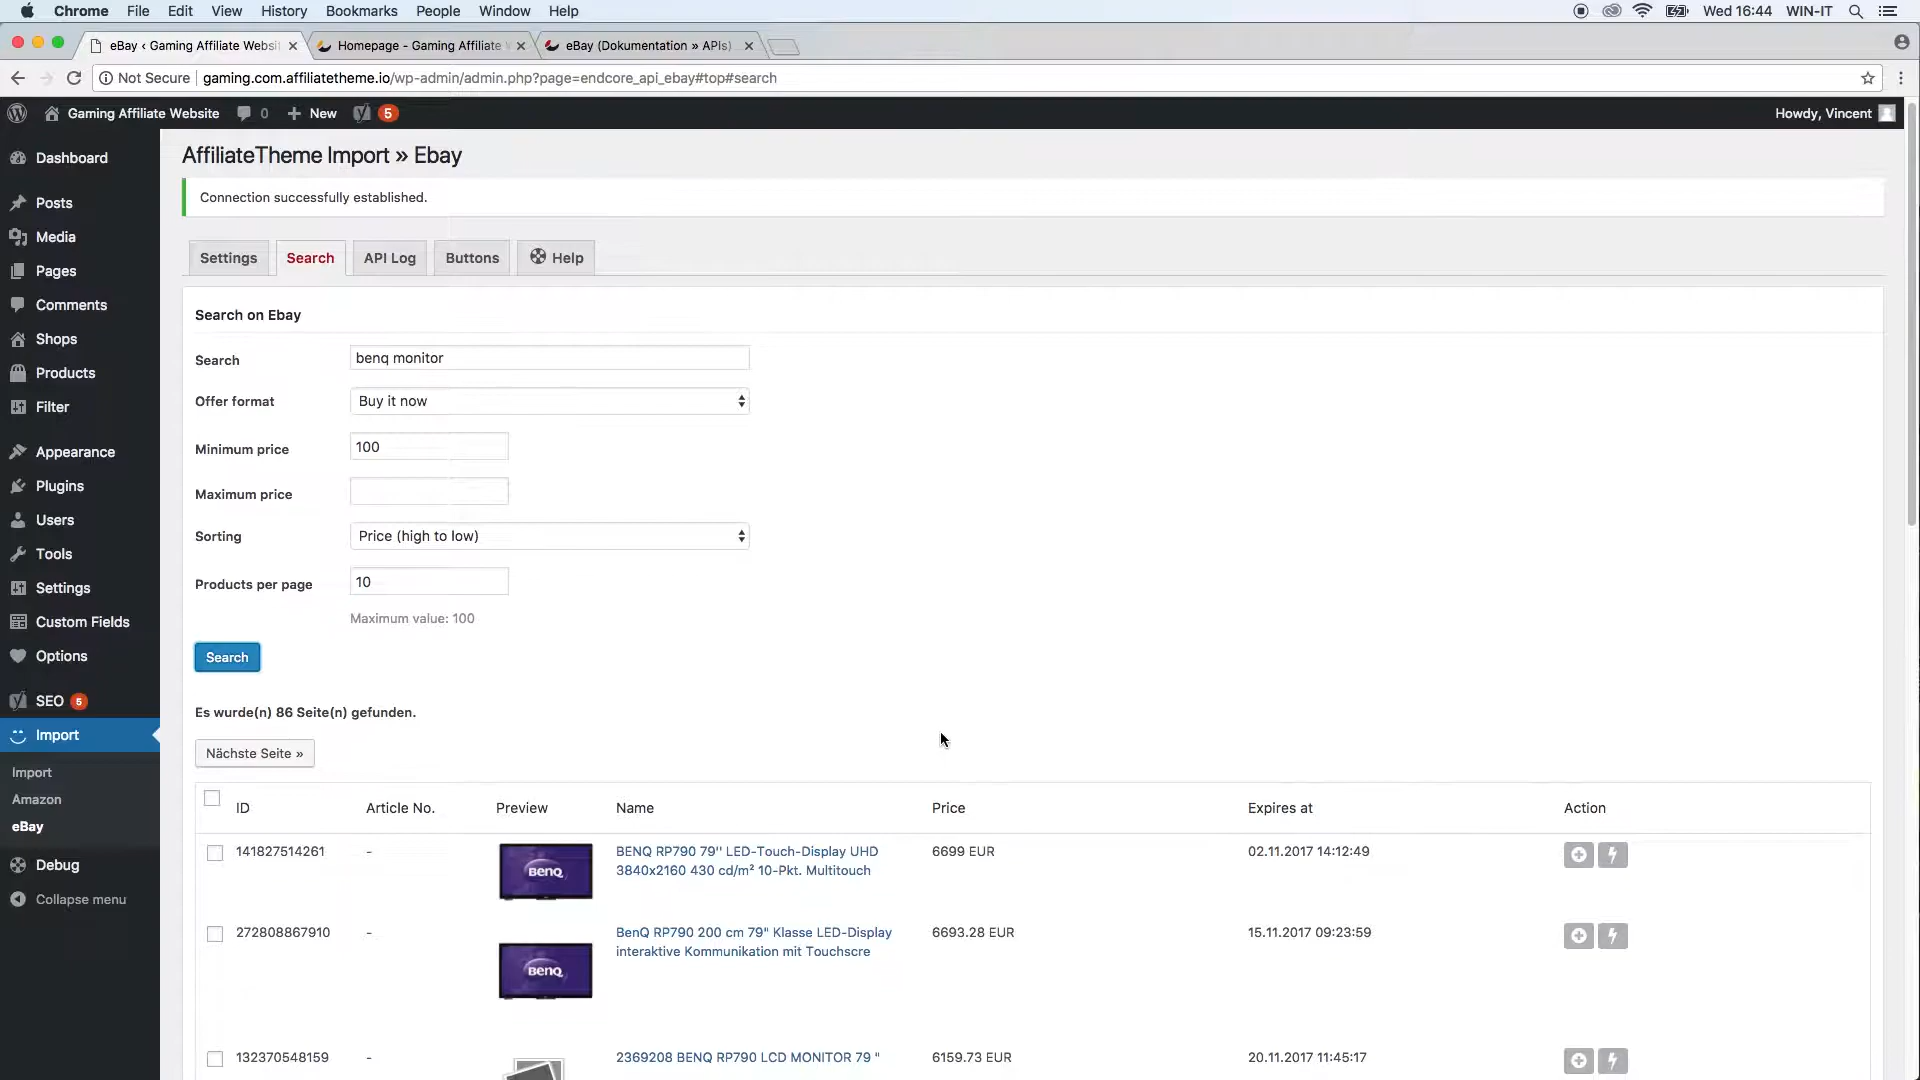 Chrome File Edit View History Bookmarks People Window Help Wed 16:44 WIN-IT
eBay ‹ Gaming Affiliate Websi Homepage - Gaming Affiliate W eBay (Dokumentation » APIs)
Not Secure gaming.com.affiliatetheme.io/wp-admin/admin.php?page=endcore_api_ebay#top#search
Gaming Affiliate Website 0 New 5 Howdy, Vincent
Dashboard
Posts
Media
Pages
Comments
Shops
Products
Filter
Appearance
Plugins
Users
Tools
Settings
Custom Fields
Options
SEO 5
Import
Import
Amazon
eBay
Debug
Collapse menu
AffiliateTheme Import » Ebay
Connection successfully established.
Settings Search API Log Buttons Help
Search on Ebay
Search benq monitor
Offer format Buy it now
Minimum price 100
Maximum price
Sorting Price (high to low)
Products per page 10
Maximum value: 100
Search
Es wurde(n) 86 Seite(n) gefunden.
Nächste Seite »
ID Article No. Preview Name Price Expires at Action
141827514261 - BenQ BENQ RP790 79'' LED-Touch-Display UHD 6699 EUR 02.11.2017 14:12:49
3840x2160 430 cd/m² 10-Pkt. Multitouch
272808867910 - BenQ BenQ RP790 200 cm 79" Klasse LED-Display 6693.28 EUR 15.11.2017 09:23:59
interaktive Kommunikation mit Touchscre
132370548159 - 2369208 BENQ RP790 LCD MONITOR 79 " 6159.73 EUR 20.11.2017 11:45:17